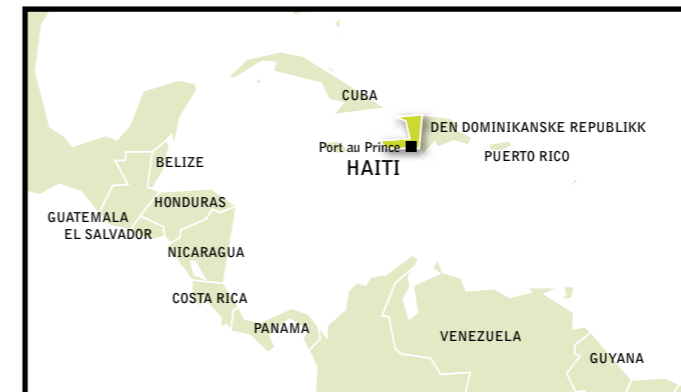 CUBA
DEN DOMINIKANSKE REPUBLIKK
Port au Prince
PUERTO RICO
HAITI
BELIZE
HONDURAS
GUATEMALA
EL SALVADOR
NICARAGUA
COSTA RICA
PANAMA
VENEZUELA
GUYANA